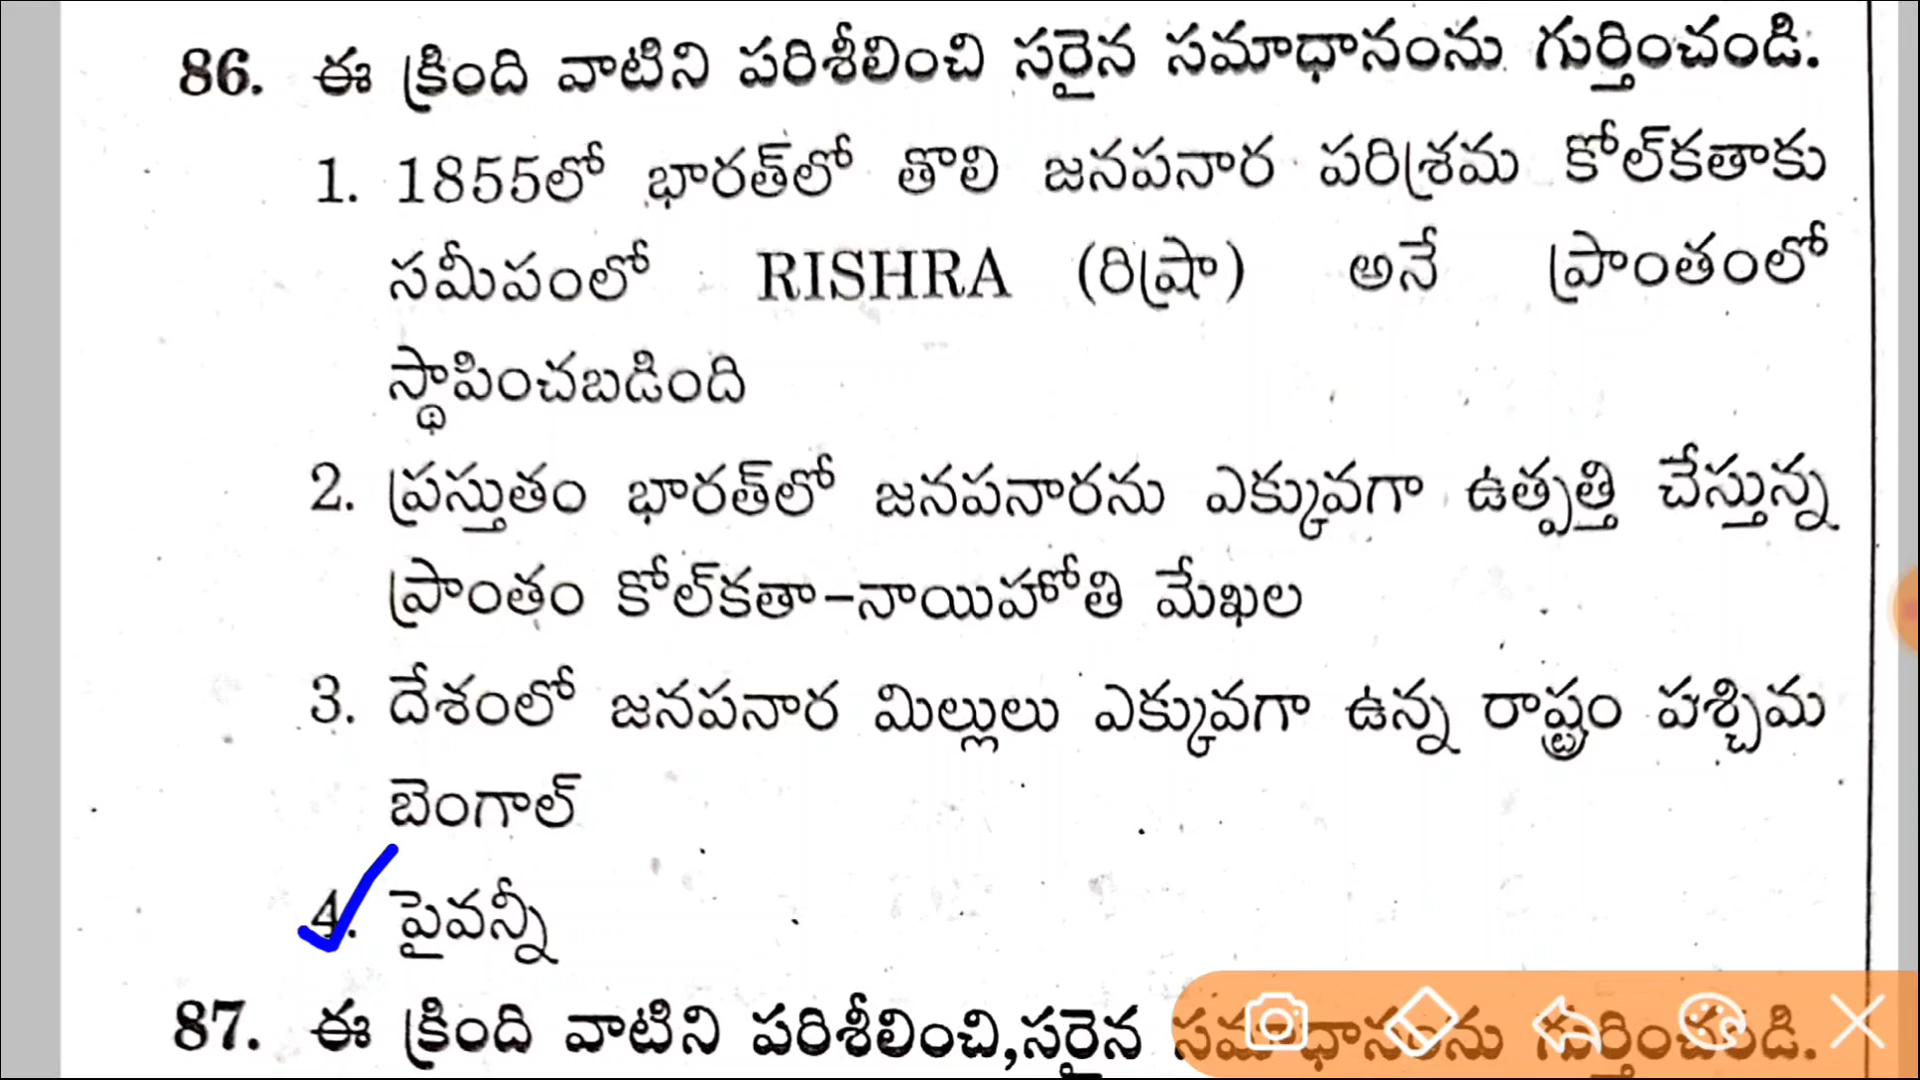 86. ఈ క్రింది వాటిని పరిశీలించి సరైన సమాధానంను గుర్తించండి.
1. 1855లో భారత్‌లో తొలి జనపనార పరిశ్రమ కోల్‌కతాకు
సమీపంలో RISHRA (రిష్రా) అనే ప్రాంతంలో
స్థాపించబడింది
2. ప్రస్తుతం భారత్‌లో జనపనారను ఎక్కువగా ఉత్పత్తి చేస్తున్న
ప్రాంతం కోల్‌కతా-నాయిహోతి మేఖల
3. దేశంలో జనపనార మిల్లులు ఎక్కువగా ఉన్న రాష్ట్రం పశ్చిమ
బెంగాల్
4. పైవన్నీ
87. ఈ క్రింది వాటిని పరిశీలించి,సరైన సమాధానంను గుర్తించండి.